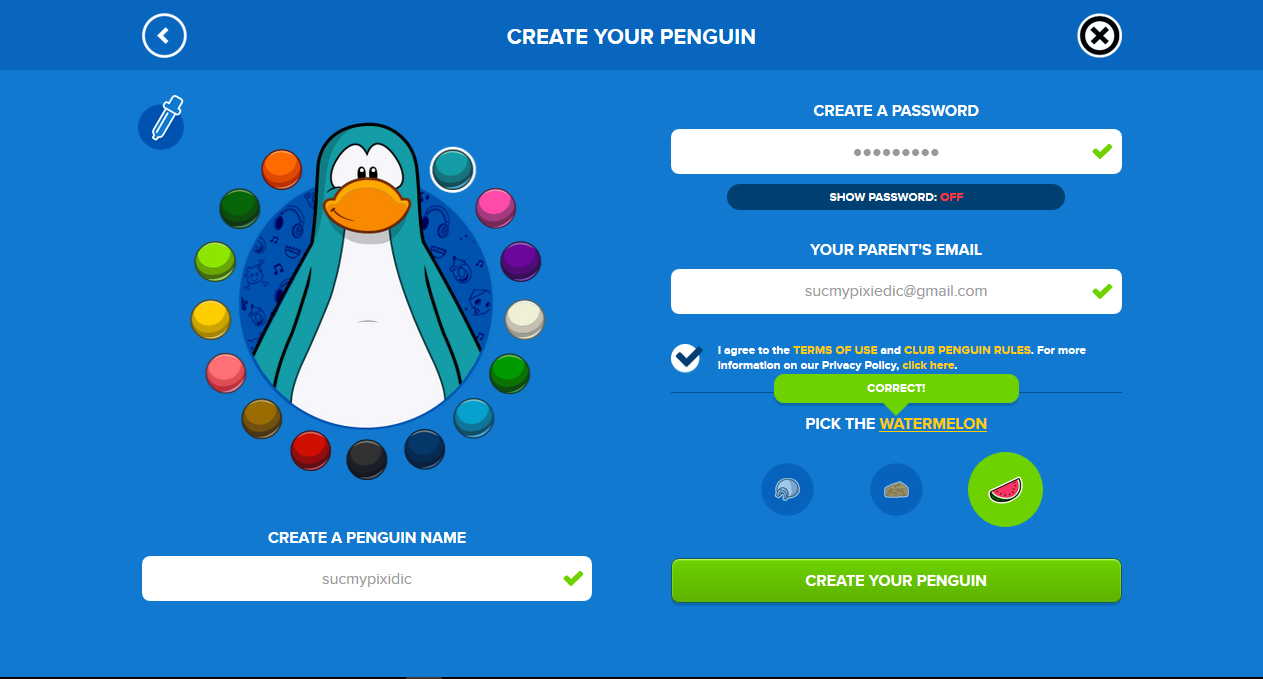 CREATE YOUR PENGUIN
CREATE A PASSWORD
SHOW PASSWORD: OFF
YOUR PARENT'S EMAIL
sucmypixiedic@gmail.com
I agree to the TERMS OF USE and CLUB PENGUIN RULES. For more
information on our Privacy Policy, click here.
CORRECT!
PICK THE WATERMELON
CREATE A PENGUIN NAME
sucmypixidic
CREATE YOUR PENGUIN